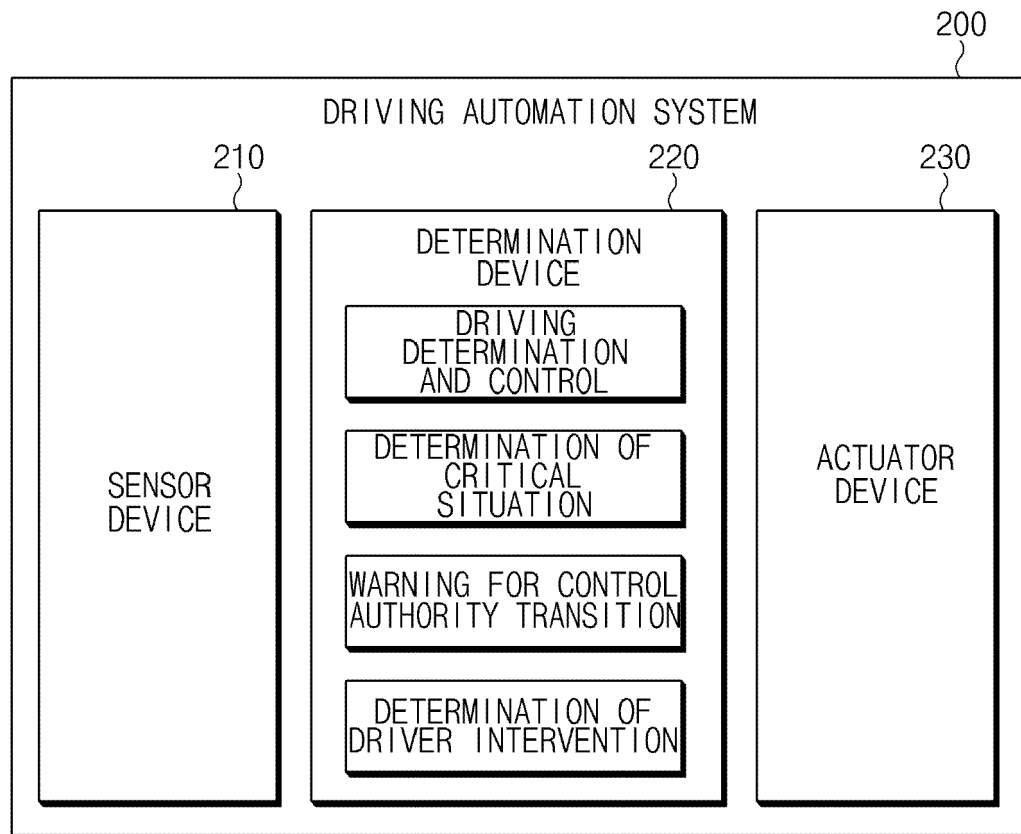 200
DRIVING AUTOMATION SYSTEM
210
220
230
SENSOR
DEVICE
DETERMINATION
DEVICE
DRIVING
DETERMINATION
AND CONTROL
DETERMINATION OF
CRITICAL
SITUATION
WARNING FOR CONTROL
AUTHORITY TRANSITION
DETERMINATION OF
DRIVER INTERVENTION
ACTUATOR
DEVICE